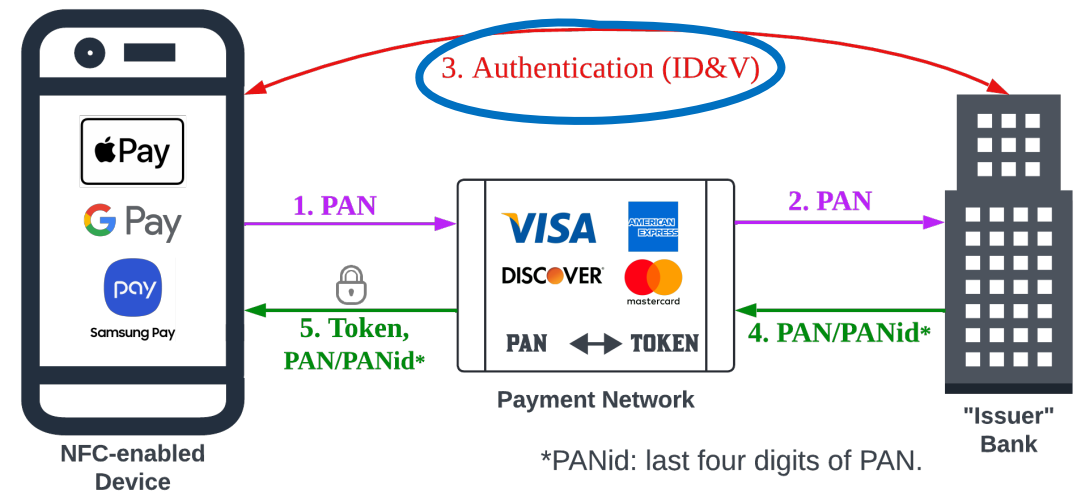 3. Authentication (ID&V)
Pay
G Pay
pay
Samsung Pay
1. PAN
2. PAN
VISA
AMERICAN
EXPRESS
DISCOVER
mastercard
PAN
TOKEN
5. Token,
PAN/PANid*
4. PAN/PANid*
Payment Network
NFC-enabled
Device
"Issuer"
Bank
*PANid: last four digits of PAN.